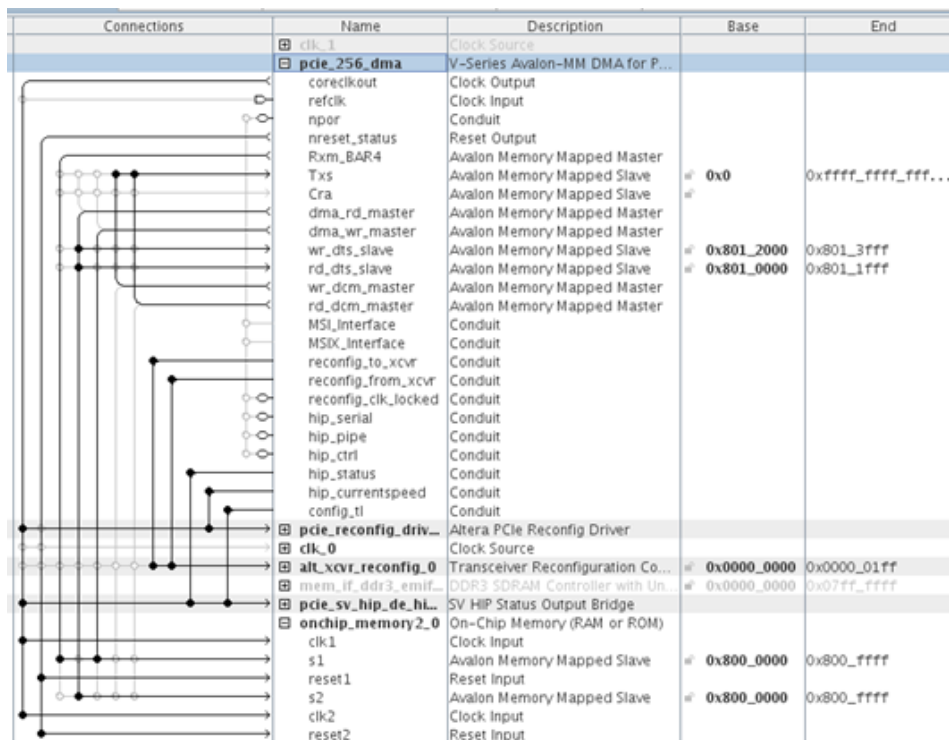 Connections Name Description Base End
clk_1 Clock Source
pcie_256_dma V-Series Avalon-MM DMA for P...
coreclkout Clock Output
refclk Clock Input
npor Conduit
nreset_status Reset Output
Rxm_BAR4 Avalon Memory Mapped Master
Txs Avalon Memory Mapped Slave 0x0 0xffff_ffff_fff...
Cra Avalon Memory Mapped Slave
dma_rd_master Avalon Memory Mapped Master
dma_wr_master Avalon Memory Mapped Master
wr_dts_slave Avalon Memory Mapped Slave 0x801_2000 0x801_3fff
rd_dts_slave Avalon Memory Mapped Slave 0x801_0000 0x801_1fff
wr_dcm_master Avalon Memory Mapped Master
rd_dcm_master Avalon Memory Mapped Master
MSI_Interface Conduit
MSIX_Interface Conduit
reconfig_to_xcvr Conduit
reconfig_from_xcvr Conduit
reconfig_clk_locked Conduit
hip_serial Conduit
hip_pipe Conduit
hip_ctrl Conduit
hip_status Conduit
hip_currentspeed Conduit
config_tl Conduit
pcie_reconfig_driv... Altera PCIe Reconfig Driver
clk_0 Clock Source
alt_xcvr_reconfig_0 Transceiver Reconfiguration Co... 0x0000_0000 0x0000_01ff
mem_if_ddr3_emif... DDR3 SDRAM Controller with Un... 0x0000_0000 0x07ff_ffff
pcie_sv_hip_de_hi... SV HIP Status Output Bridge
onchip_memory2_0 On-Chip Memory (RAM or ROM)
clk1 Clock Input
s1 Avalon Memory Mapped Slave 0x800_0000 0x800_ffff
reset1 Reset Input
s2 Avalon Memory Mapped Slave 0x800_0000 0x800_ffff
clk2 Clock Input
reset2 Reset Input